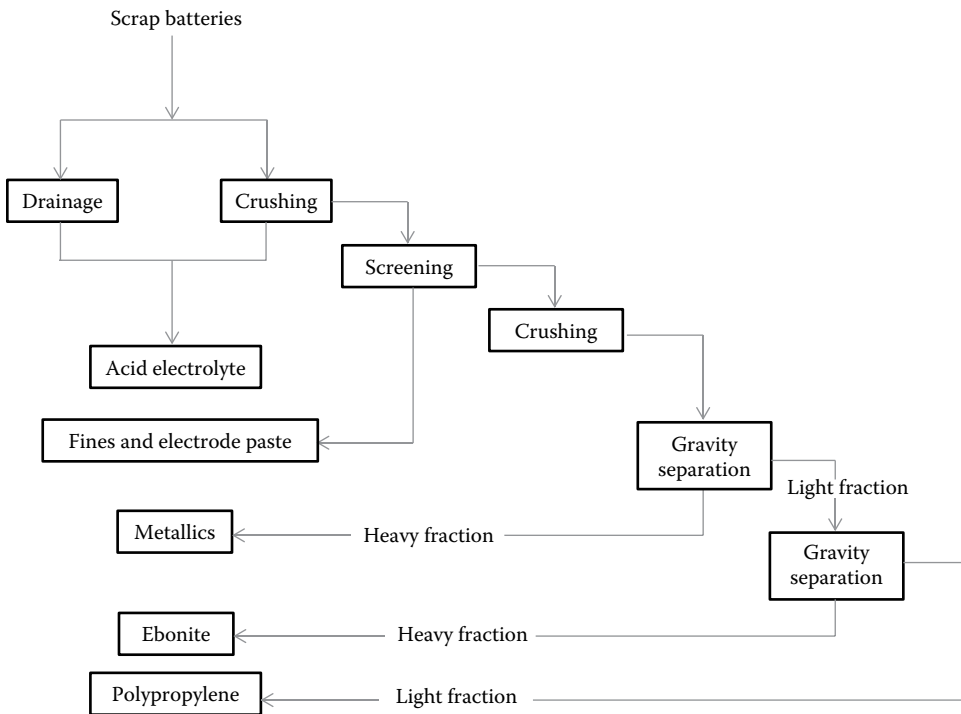 Scrap batteries
Drainage
Crushing
Screening
Crushing
Acid electrolyte
Fines and electrode paste
Gravity
separation
Light fraction
Metallics
Heavy fraction
Gravity
separation
Ebonite
Heavy fraction
Polypropylene
Light fraction